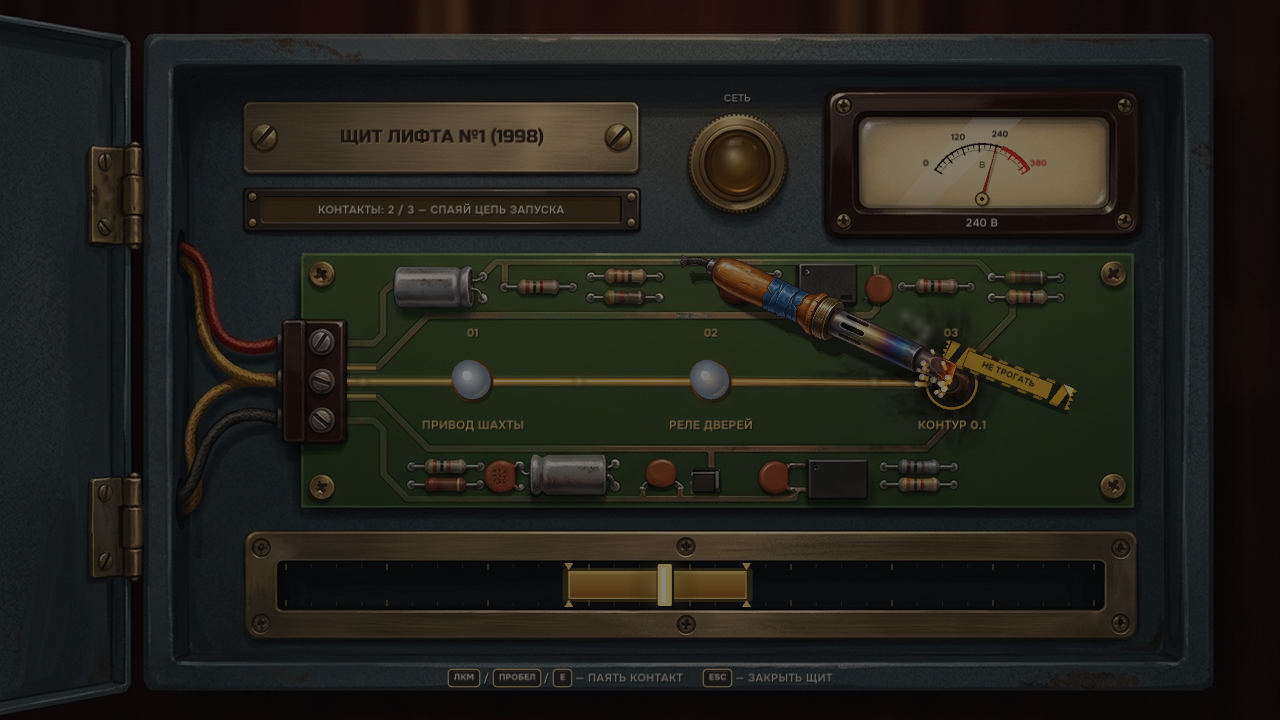 ЩИТ ЛИФТА №1 (1998)
СЕТЬ
0 120 240 380
В
240 В
КОНТАКТЫ: 2 / 3 — СПАЯЙ ЦЕПЬ ЗАПУСКА
01 02 03
НЕ ТРОГАТЬ
ПРИВОД ШАХТЫ РЕЛЕ ДВЕРЕЙ КОНТУР 0.1
ЛКМ / ПРОБЕЛ / E — ПАЯТЬ КОНТАКТ ESC — ЗАКРЫТЬ ЩИТ